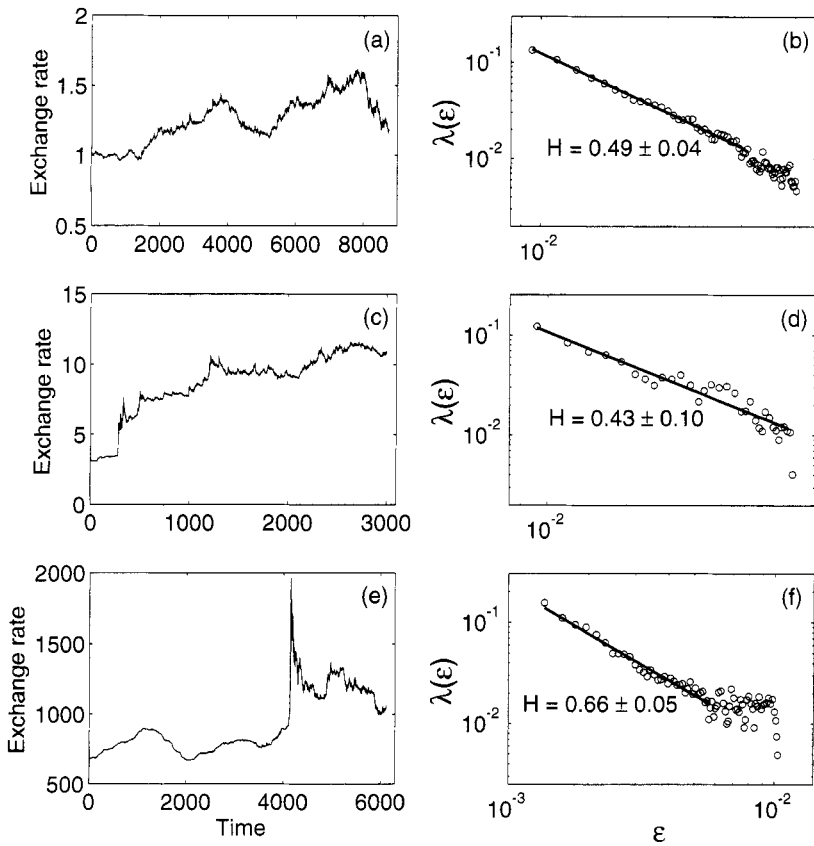 2
(a)
Exchange rate
1.5
1
0.5
0 2000 4000 6000 8000
(b)
λ(ε)
10⁻¹
10⁻²
H = 0.49 ± 0.04
10⁻²
15
(c)
Exchange rate
10
5
0
0 1000 2000 3000
(d)
λ(ε)
10⁻¹
10⁻²
H = 0.43 ± 0.10
10⁻²
2000
(e)
Exchange rate
1500
1000
500
0 2000 4000 6000
Time
(f)
λ(ε)
10⁻¹
10⁻²
H = 0.66 ± 0.05
10⁻³ 10⁻²
ε